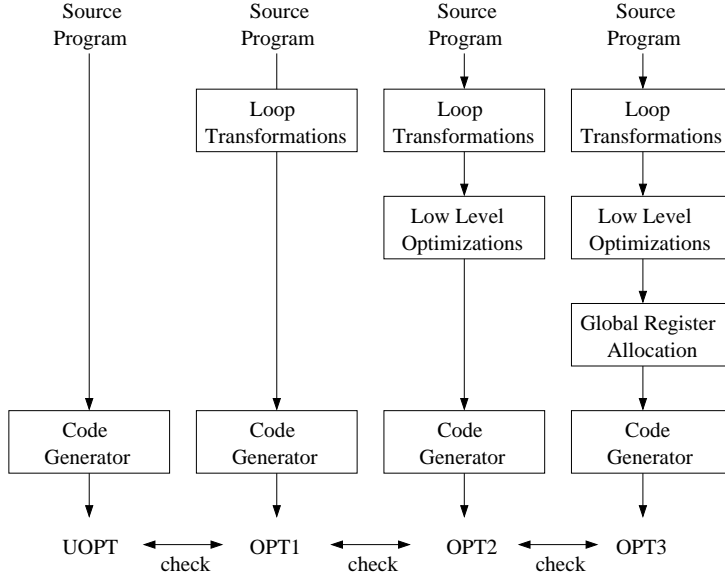 Source
Program
Source
Program
Source
Program
Source
Program
Loop
Transformations
Loop
Transformations
Loop
Transformations
Low Level
Optimizations
Low Level
Optimizations
Global Register
Allocation
Code
Generator
Code
Generator
Code
Generator
Code
Generator
UOPT
check
OPT1
check
OPT2
check
OPT3